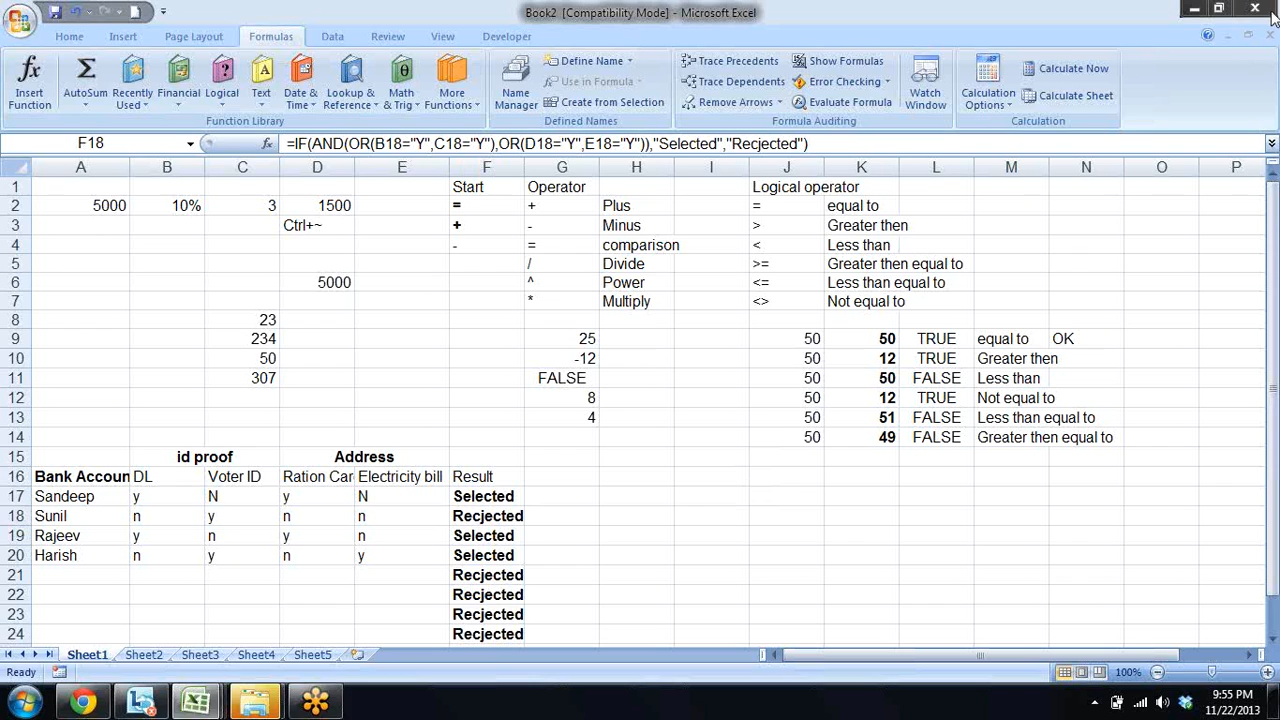 Book2 [Compatibility Mode] - Microsoft Excel
Home Insert Page Layout Formulas Data Review View Developer
Insert Function
AutoSum
Recently Used
Financial
Logical
Text
Date & Time
Lookup & Reference
Math & Trig
More Functions
Function Library
Name Manager
Define Name
Use in Formula
Create from Selection
Defined Names
Trace Precedents
Trace Dependents
Remove Arrows
Show Formulas
Error Checking
Evaluate Formula
Formula Auditing
Watch Window
Calculation Options
Calculate Now
Calculate Sheet
Calculation
F18 fx =IF(AND(OR(B18="Y",C18="Y"),OR(D18="Y",E18="Y")),"Selected","Recjected")
A B C D E F G H I J K L M N O P
1 Start Operator Logical operator
2 5000 10% 3 1500 = + Plus = equal to
3 Ctrl+~ + - Minus > Greater then
4 - = comparison < Less than
5 / Divide >= Greater then equal to
6 5000 ^ Power <= Less than equal to
7 * Multiply <> Not equal to
8 23
9 234 25 50 50 TRUE equal to OK
10 50 -12 50 12 TRUE Greater then
11 307 FALSE 50 50 FALSE Less than
12 8 50 12 TRUE Not equal to
13 4 50 51 FALSE Less than equal to
14 50 49 FALSE Greater then equal to
15 id proof Address
16 Bank Accoun DL Voter ID Ration Car Electricity bill Result
17 Sandeep y N y N Selected
18 Sunil n y n n Recjected
19 Rajeev y n y n Selected
20 Harish n y n y Selected
21 Recjected
22 Recjected
23 Recjected
24 Recjected
Sheet1 Sheet2 Sheet3 Sheet4 Sheet5
Ready 100%
9:55 PM
11/22/2013